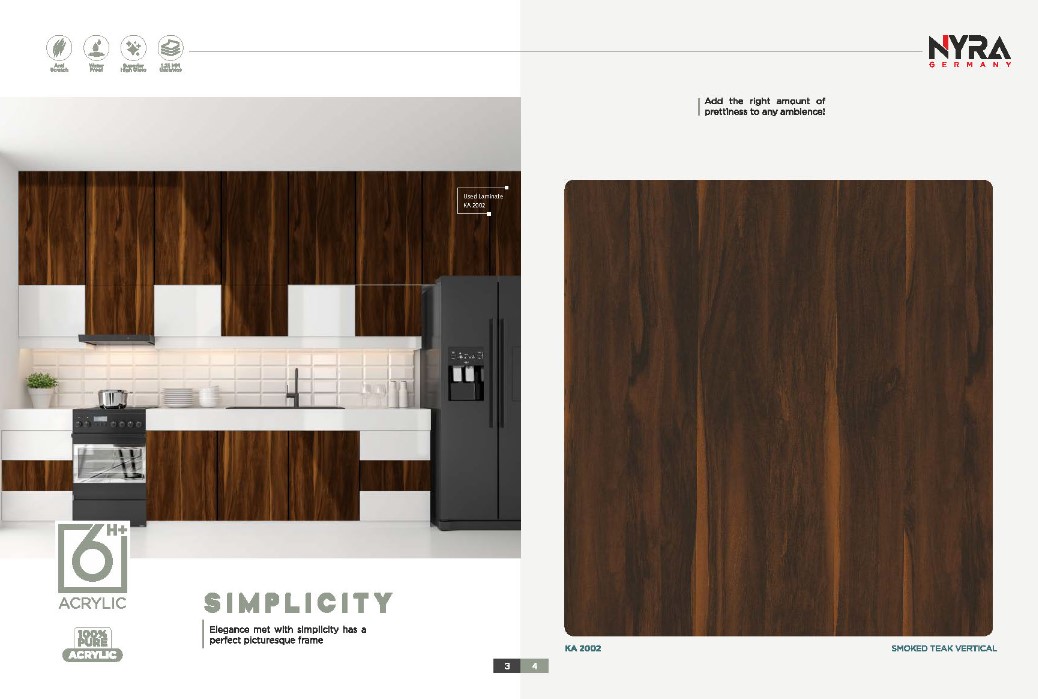 Anti
Scratch
Water
Proof
Superior
High Gloss
1.25 MM
Thickness
NYRA
GERMANY
Add the right amount of
prettiness to any ambience!
Used Laminate
KA 2002
6H+
ACRYLIC
100%
PURE
ACRYLIC
SIMPLICITY
Elegance met with simplicity has a
perfect picturesque frame
KA 2002
SMOKED TEAK VERTICAL
3
4